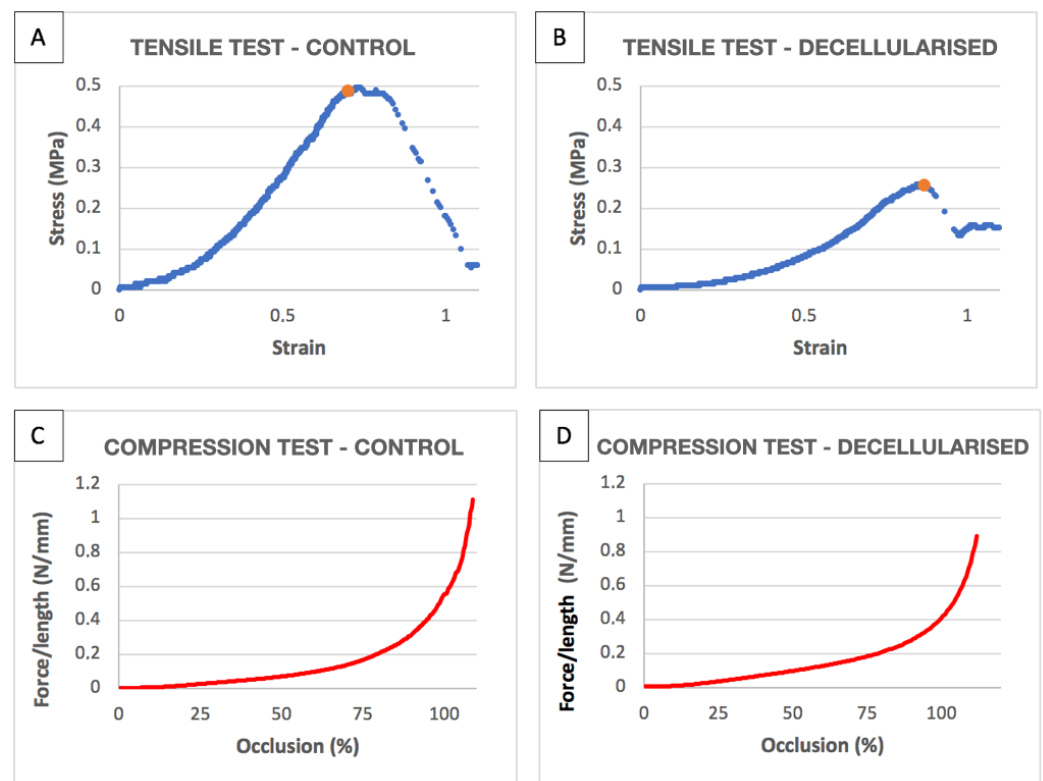 A
TENSILE TEST - CONTROL
0.5
0.4
0.3
0.2
0.1
0
Stress (MPa)
0 0.5 1
Strain
B
TENSILE TEST - DECELLULARISED
0.5
0.4
0.3
0.2
0.1
0
Stress (MPa)
0 0.5 1
Strain
C
COMPRESSION TEST - CONTROL
1.2
1
0.8
0.6
0.4
0.2
0
Force/length (N/mm)
0 25 50 75 100
Occlusion (%)
D
COMPRESSION TEST - DECELLULARISED
1.2
1
0.8
0.6
0.4
0.2
0
Force/length (N/mm)
0 25 50 75 100
Occlusion (%)